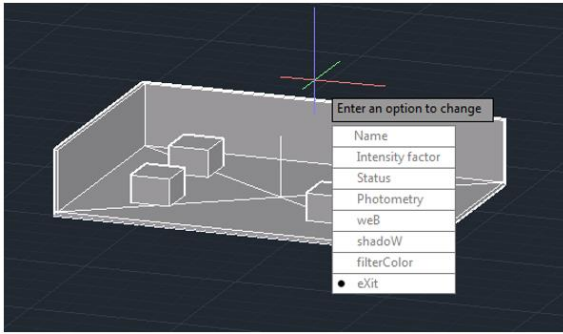 Enter an option to change
Name
Intensity factor
Status
Photometry
weB
shadoW
filterColor
eXit